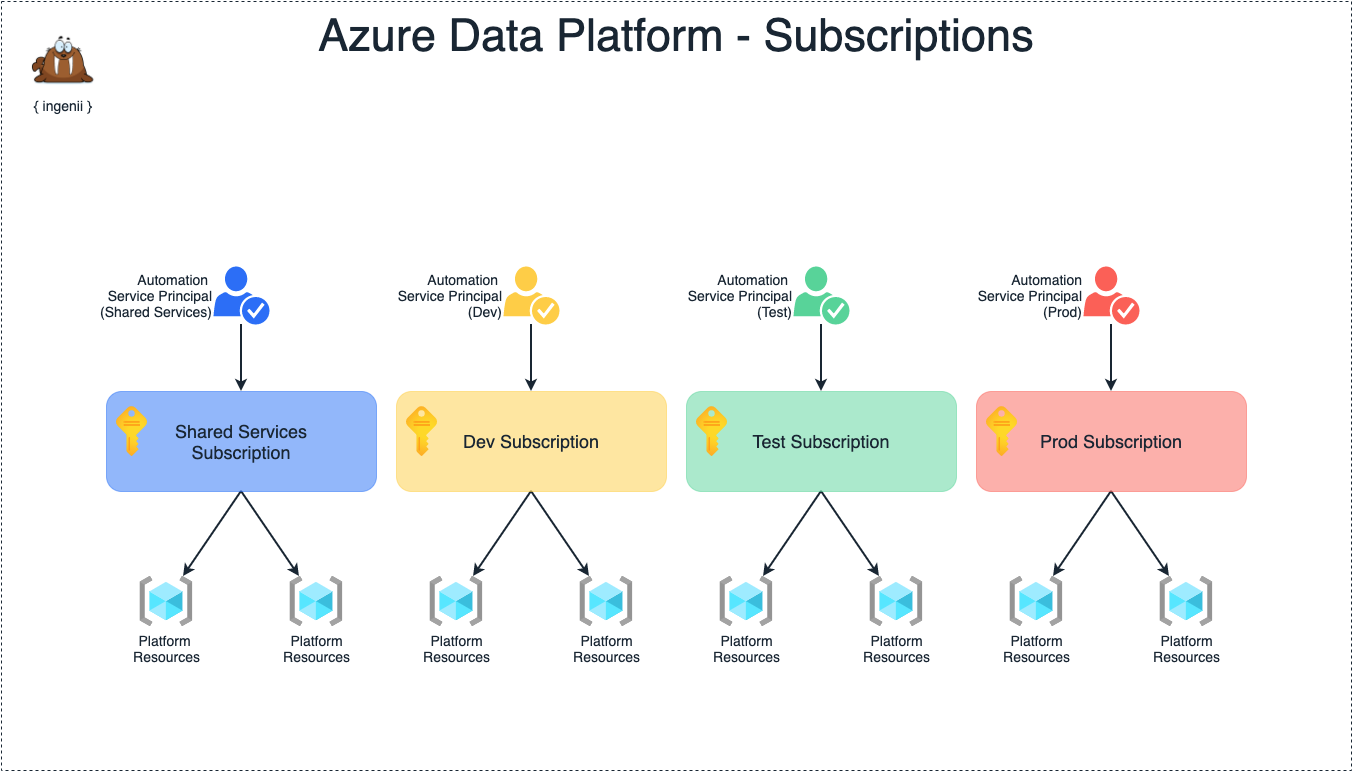 Azure Data Platform - Subscriptions
{ ingenii }
Automation
Service Principal
(Shared Services)
Automation
Service Principal
(Dev)
Automation
Service Principal
(Test)
Automation
Service Principal
(Prod)
Shared Services
Subscription
Dev Subscription
Test Subscription
Prod Subscription
Platform
Resources
Platform
Resources
Platform
Resources
Platform
Resources
Platform
Resources
Platform
Resources
Platform
Resources
Platform
Resources